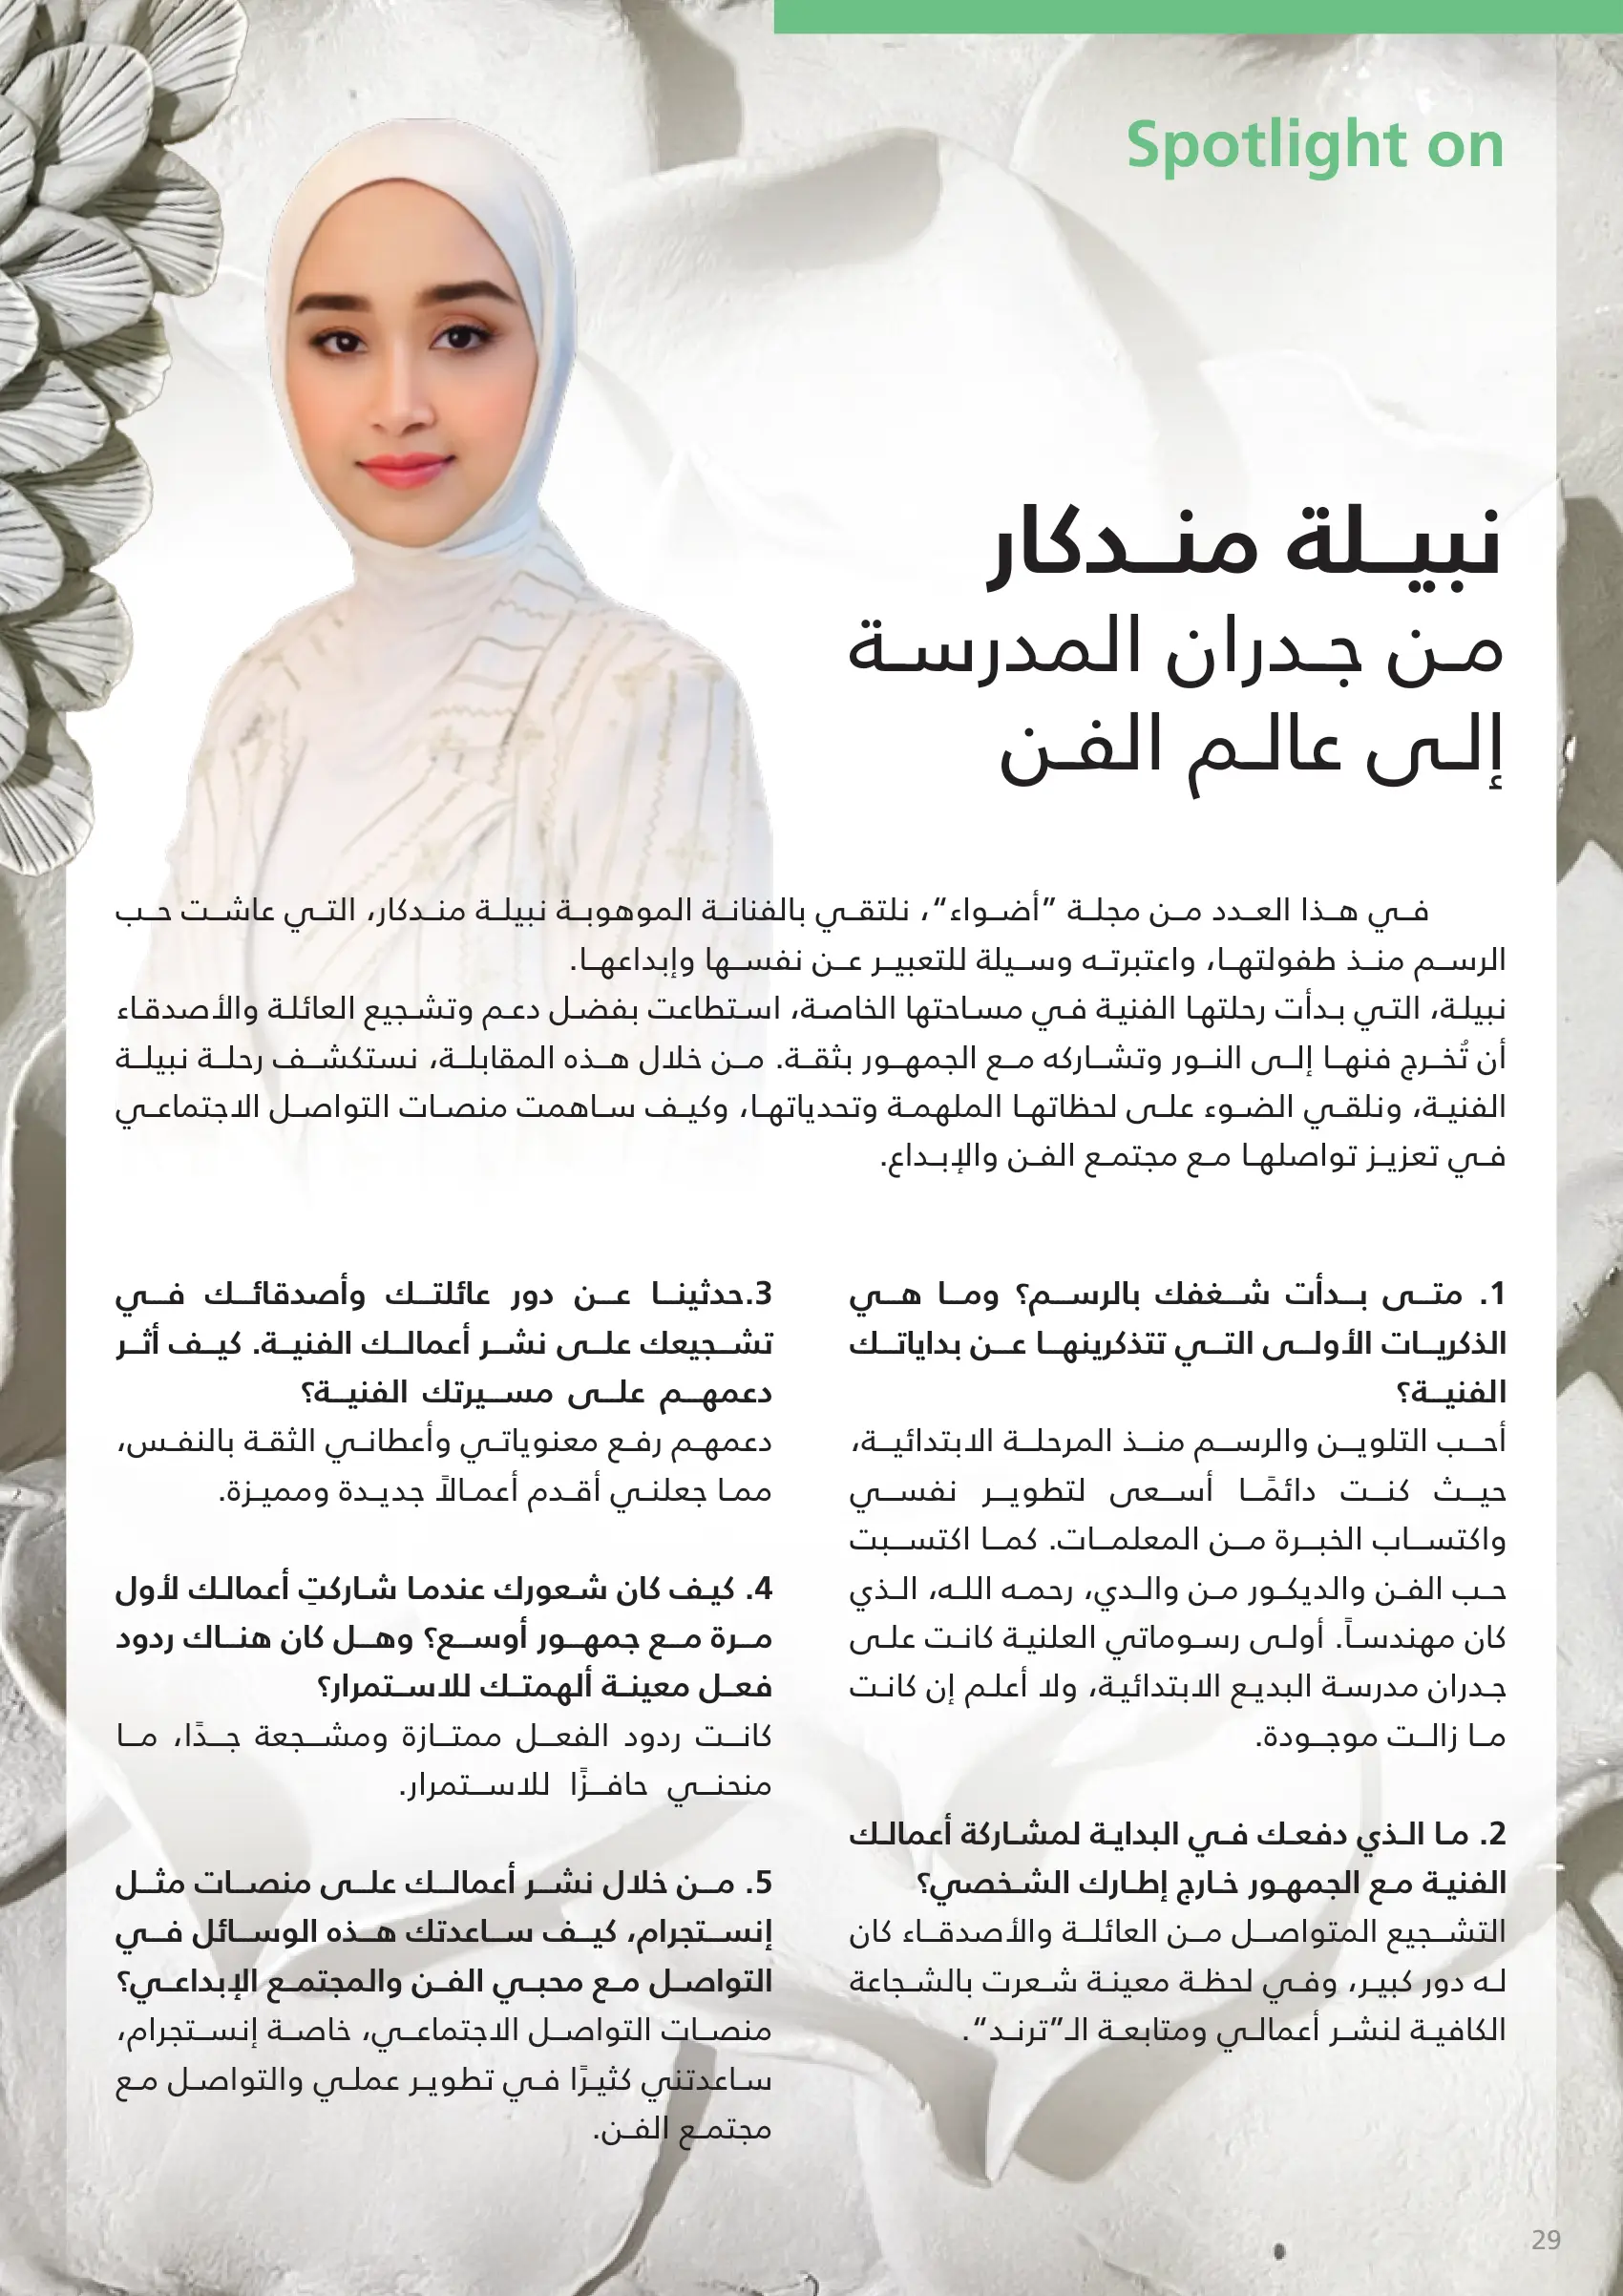 Spotlight on
نبيلة مندكار
من جدران المدرسة
إلى عالم الفن
في هذا العدد من مجلة "أضواء"، نلتقي بالفنانة الموهوبة نبيلة مندكار، التي عاشت حب
الرسم منذ طفولتها، واعتبرته وسيلة للتعبير عن نفسها وإبداعها.
نبيلة، التي بدأت رحلتها الفنية في مساحتها الخاصة، استطاعت بفضل دعم وتشجيع العائلة والأصدقاء
أن تُخرج فنها إلى النور وتشاركه مع الجمهور بثقة. من خلال هذه المقابلة، نستكشف رحلة نبيلة
الفنية، ونلقي الضوء على لحظاتها الملهمة وتحدياتها، وكيف ساهمت منصات التواصل الاجتماعي
في تعزيز تواصلها مع مجتمع الفن والإبداع.
1. متى بدأت شغفك بالرسم؟ وما هي
الذكريات الأولى التي تتذكرينها عن بداياتك
الفنية؟
أحب التلوين والرسم منذ المرحلة الابتدائية،
حيث كنت دائمًا أسعى لتطوير نفسي
واكتساب الخبرة من المعلمات. كما اكتسبت
حب الفن والديكور من والدي، رحمه الله، الذي
كان مهندساً. أولى رسوماتي العلنية كانت على
جدران مدرسة البديع الابتدائية، ولا أعلم إن كانت
ما زالت موجودة.
2. ما الذي دفعك في البداية لمشاركة أعمالك
الفنية مع الجمهور خارج إطارك الشخصي؟
التشجيع المتواصل من العائلة والأصدقاء كان
له دور كبير، وفي لحظة معينة شعرت بالشجاعة
الكافية لنشر أعمالي ومتابعة الـ"ترند".
3.حدثينا عن دور عائلتك وأصدقائك في
تشجيعك على نشر أعمالك الفنية. كيف أثر
دعمهم على مسيرتك الفنية؟
دعمهم رفع معنوياتي وأعطاني الثقة بالنفس،
مما جعلني أقدم أعمالاً جديدة ومميزة.
4. كيف كان شعورك عندما شاركتِ أعمالك لأول
مرة مع جمهور أوسع؟ وهل كان هناك ردود
فعل معينة ألهمتك للاستمرار؟
كانت ردود الفعل ممتازة ومشجعة جدًا، ما
منحني حافزًا للاستمرار.
5. من خلال نشر أعمالك على منصات مثل
إنستجرام، كيف ساعدتك هذه الوسائل في
التواصل مع محبي الفن والمجتمع الإبداعي؟
منصات التواصل الاجتماعي، خاصة إنستجرام،
ساعدتني كثيرًا في تطوير عملي والتواصل مع
مجتمع الفن.
29